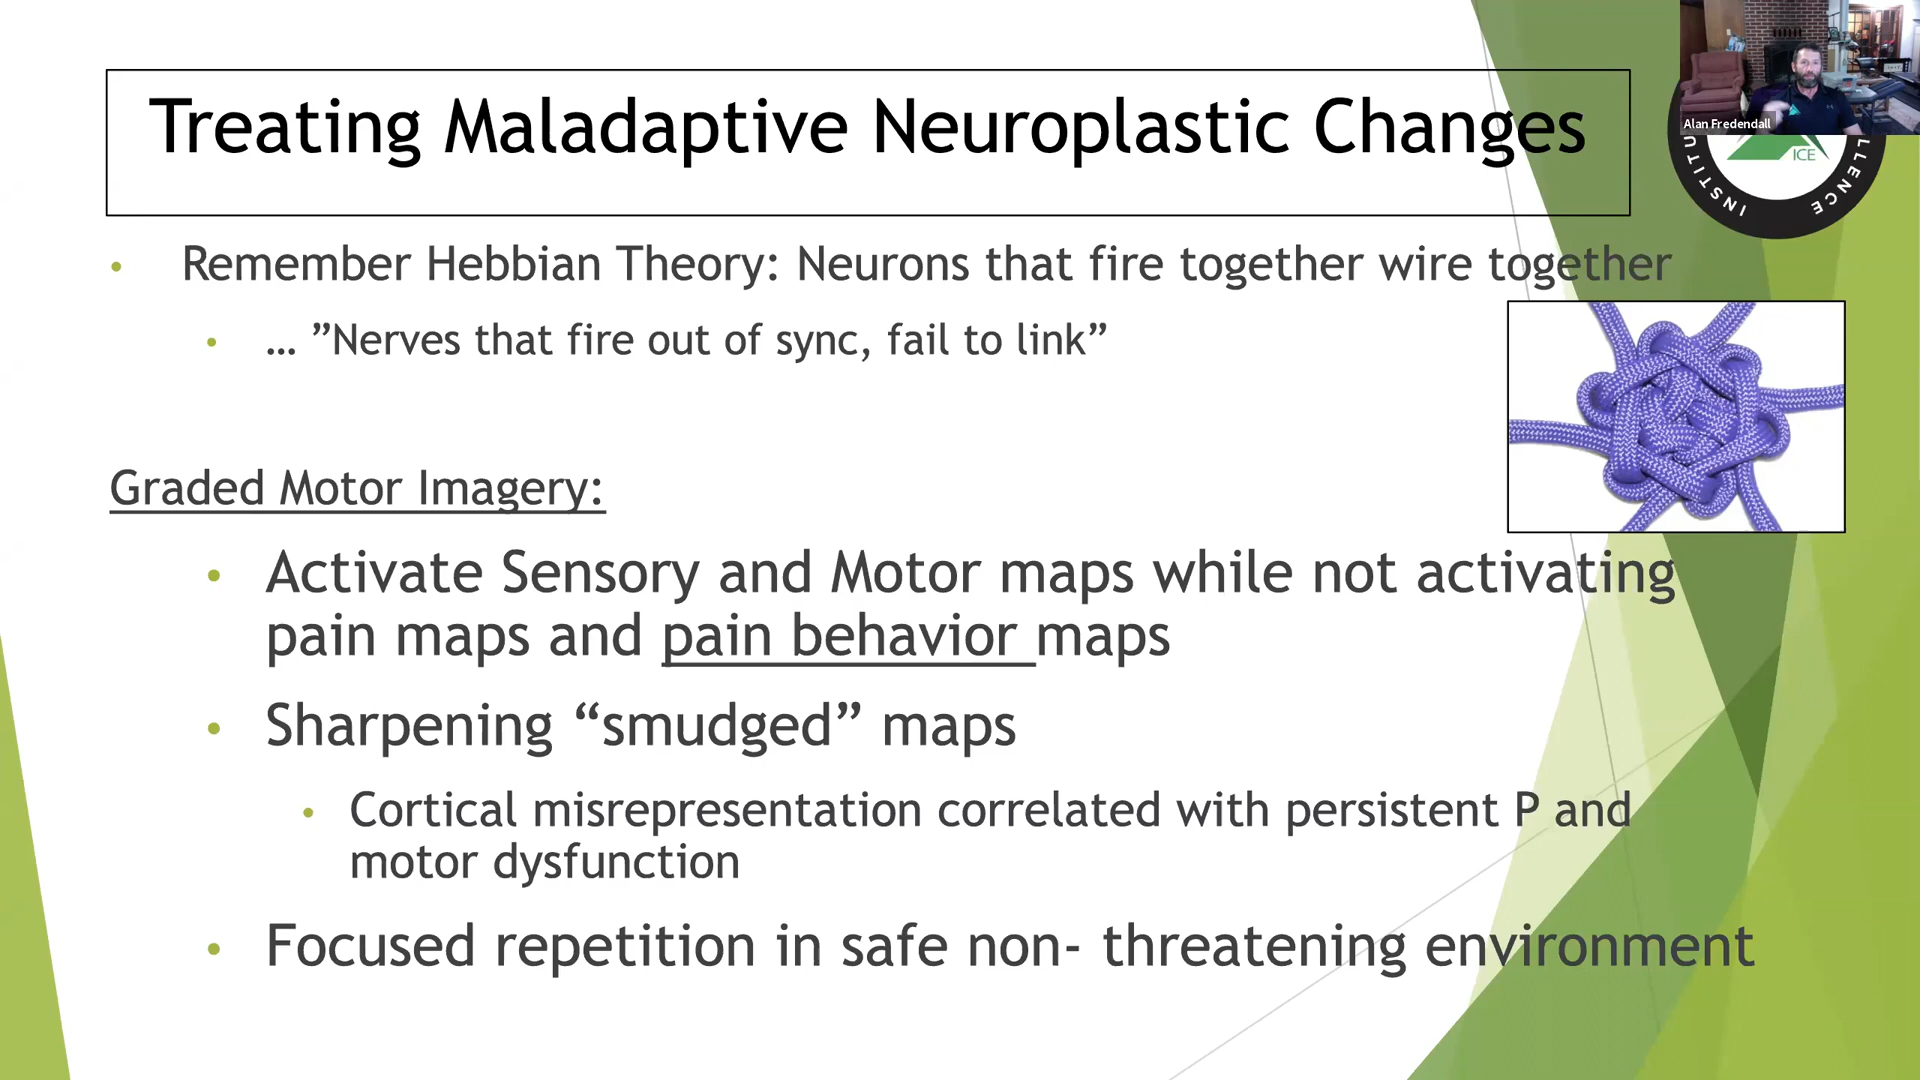 Treating Maladaptive Neuroplastic Changes
Alan Fredendall
ICE
INSTITU
LLENCE
• Remember Hebbian Theory: Neurons that fire together wire together
• … ”Nerves that fire out of sync, fail to link”
Graded Motor Imagery:
• Activate Sensory and Motor maps while not activating
pain maps and pain behavior maps
• Sharpening “smudged” maps
• Cortical misrepresentation correlated with persistent P and
motor dysfunction
• Focused repetition in safe non- threatening environment